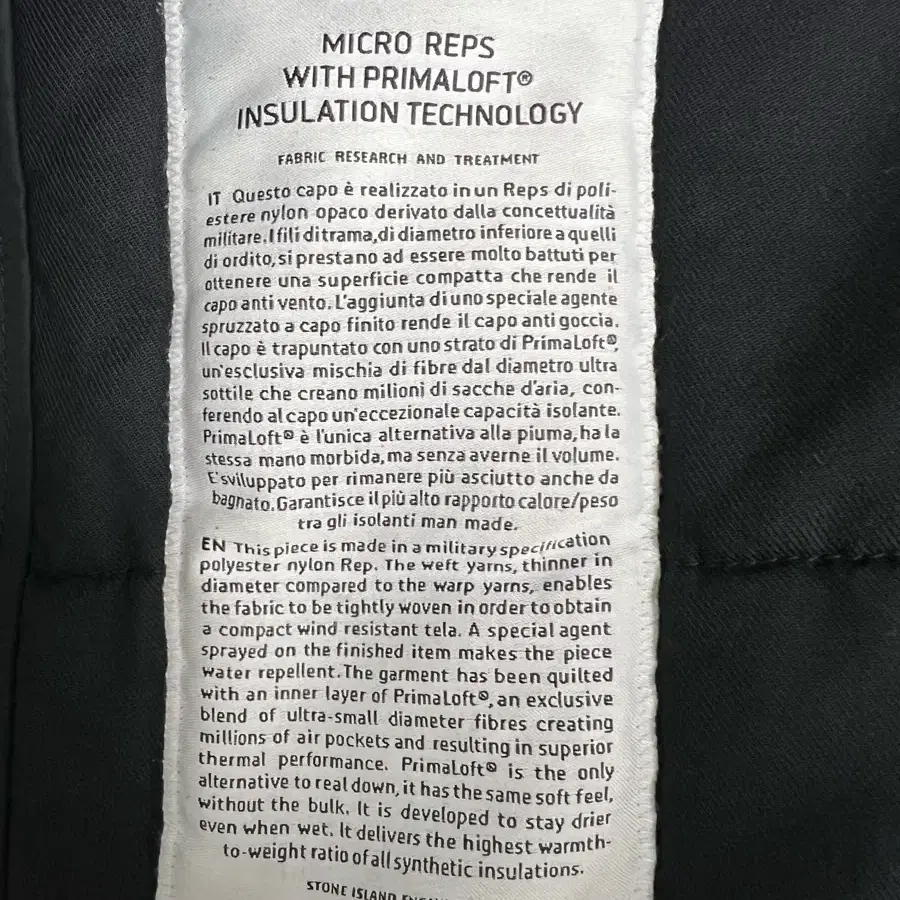 MICRO REPS
WITH PRIMALOFT®
INSULATION TECHNOLOGY
FABRIC RESEARCH AND TREATMENT
IT Questo capo è realizzato in un Reps di poli-
estere nylon opaco derivato dalla concettualità
militare. I fili di trama, di diametro inferiore a quelli
di ordito, si prestano ad essere molto battuti per
ottenere una superficie compatta che rende il
capo anti vento. L'aggiunta di uno speciale agente
spruzzato a capo finito rende il capo anti goccia.
Il capo è trapuntato con uno strato di PrimaLoft®,
un'esclusiva mischia di fibre dal diametro ultra
sottile che creano milioni di sacche d'aria, con-
ferendo al capo un'eccezionale capacità isolante.
PrimaLoft® è l'unica alternativa alla piuma, ha la
stessa mano morbida, ma senza averne il volume.
E' sviluppato per rimanere più asciutto anche da
bagnato. Garantisce il più alto rapporto calore/peso
tra gli isolanti man made.
EN This piece is made in a military specification
polyester nylon Rep. The weft yarns, thinner in
diameter compared to the warp yarns, enables
the fabric to be tightly woven in order to obtain
a compact wind resistant tela. A special agent
sprayed on the finished item makes the piece
water repellent. The garment has been quilted
with an inner layer of PrimaLoft®, an exclusive
blend of ultra-small diameter fibres creating
millions of air pockets and resulting in superior
thermal performance. PrimaLoft® is the only
alternative to real down, it has the same soft feel,
without the bulk. It is developed to stay drier
even when wet. It delivers the highest warmth-
to-weight ratio of all synthetic insulations.
STONE ISLAND